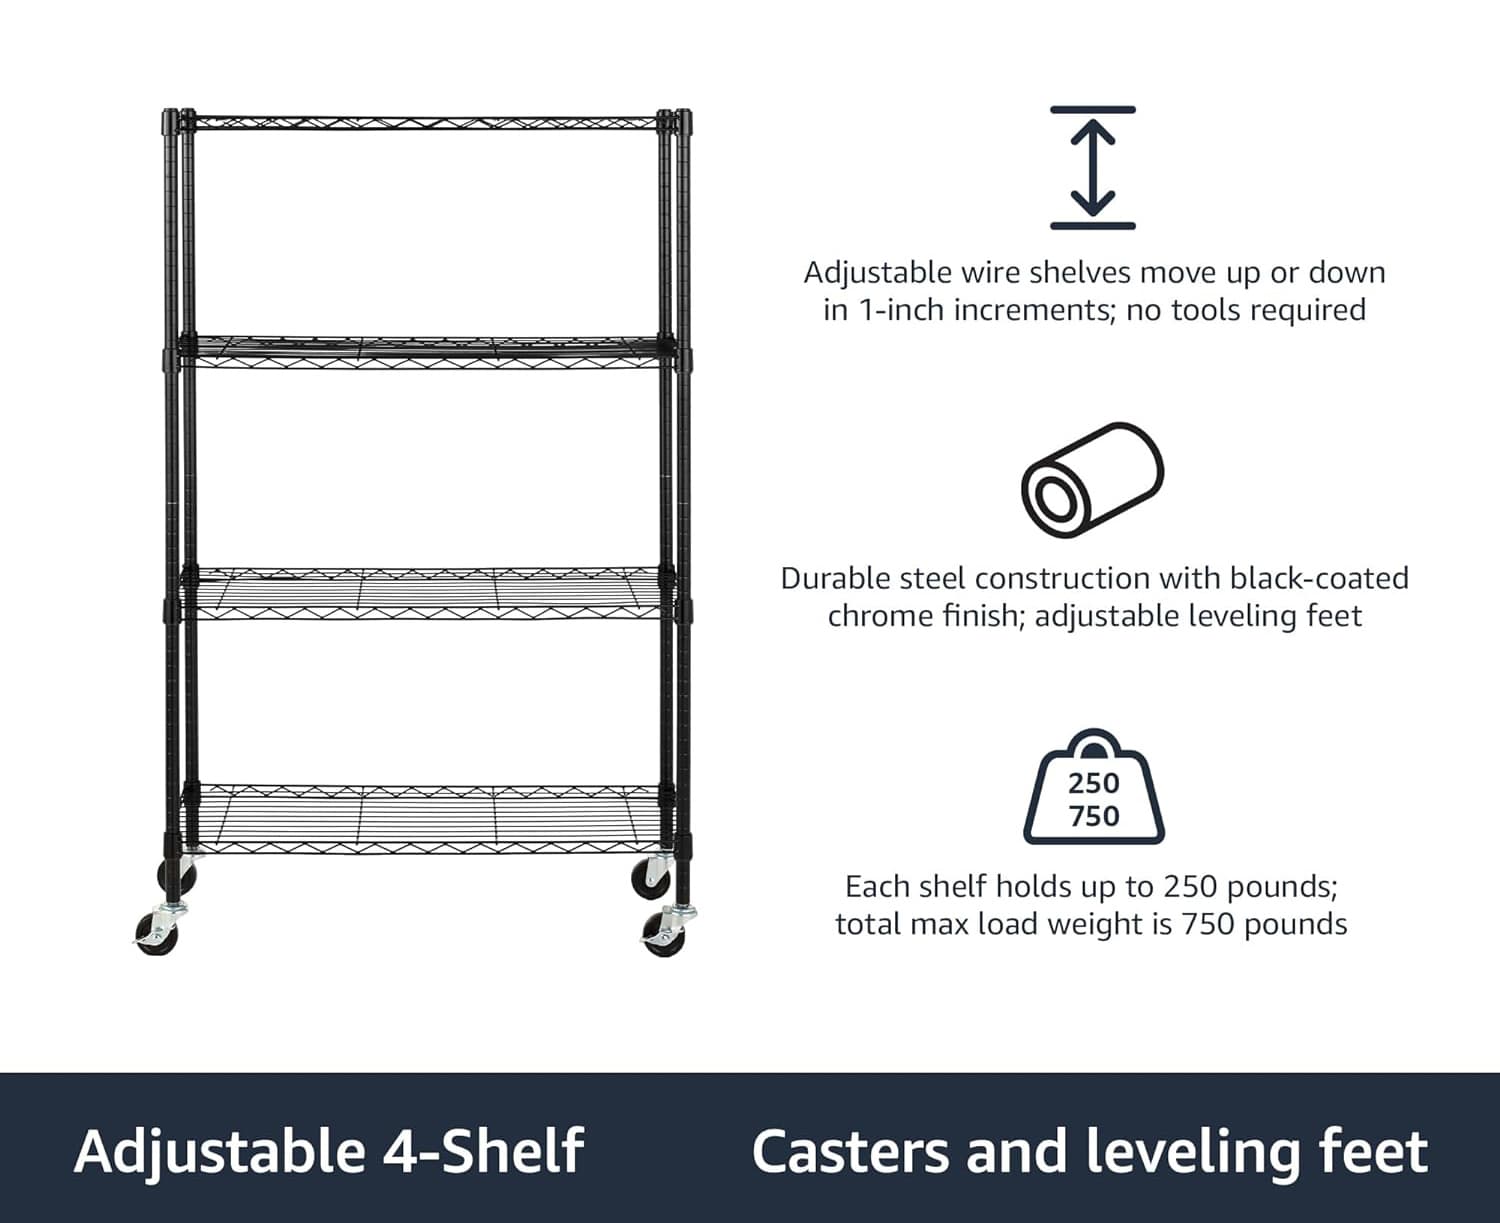 Adjustable wire shelves move up or down
in 1-inch increments; no tools required
Durable steel construction with black-coated
chrome finish; adjustable leveling feet
250
750
Each shelf holds up to 250 pounds;
total max load weight is 750 pounds
Adjustable 4-Shelf
Casters and leveling feet